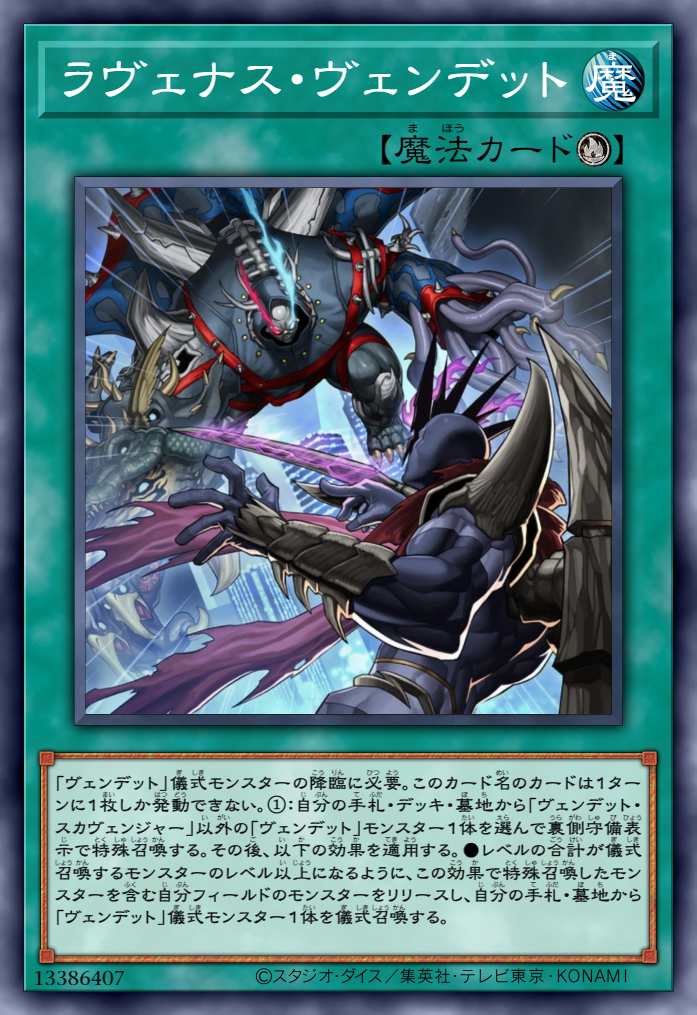 ラヴェナス・ヴェンデット 魔
【魔法カード】
「ヴェンデット」儀式モンスターの降臨に必要。このカード名のカードは1ター
ンに1枚しか発動できない。①:自分の手札・デッキ・墓地から「ヴェンデット・
スカヴェンジャー」以外の「ヴェンデット」モンスター1体を選んで裏側守備表
示で特殊召喚する。その後、以下の効果を適用する。●レベルの合計が儀式
召喚するモンスターのレベル以上になるように、この効果で特殊召喚したモン
スターを含む自分フィールドのモンスターをリリースし、自分の手札・墓地から
「ヴェンデット」儀式モンスター1体を儀式召喚する。
13386407 ©スタジオ・ダイス/集英社・テレビ東京・KONAMI